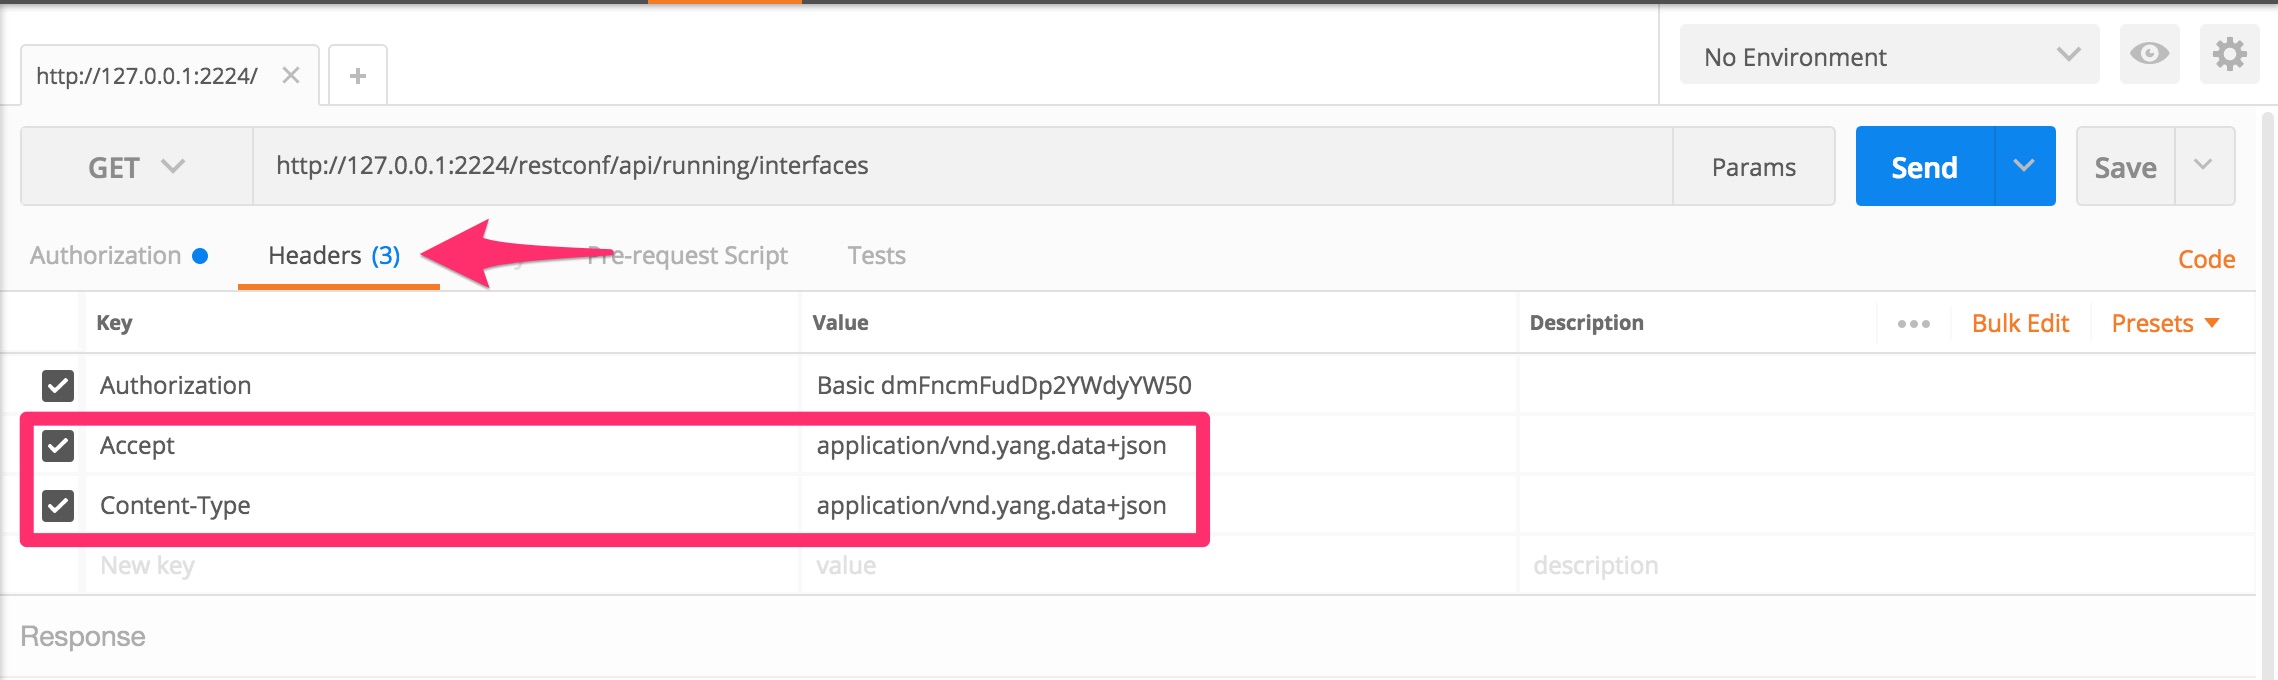 http://127.0.0.1:2224/
No Environment
GET http://127.0.0.1:2224/restconf/api/running/interfaces Params Send Save
Authorization Headers (3) Pre-request Script Tests Code
Key Value Description Bulk Edit Presets
Authorization Basic dmFncmFudDp2YWdyYW50
Accept application/vnd.yang.data+json
Content-Type application/vnd.yang.data+json
New key value description
Response